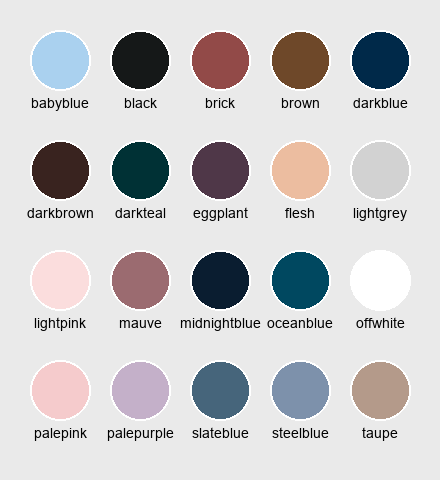 babyblue black brick brown darkblue
darkbrown darkteal eggplant flesh lightgrey
lightpink mauve midnightblue oceanblue offwhite
palepink palepurple slateblue steelblue taupe